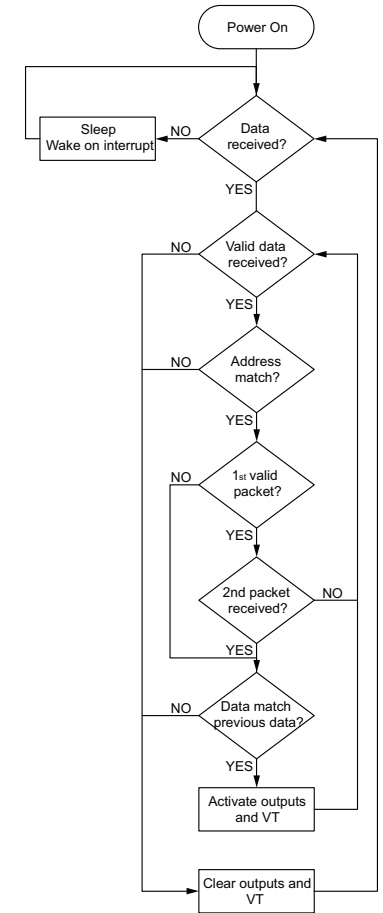 Power On
Data
received?
NO
Sleep
Wake on interrupt
YES
Valid data
received?
NO
YES
Address
match?
NO
YES
1st valid
packet?
NO
YES
2nd packet
received?
NO
YES
Data match
previous data?
NO
YES
Activate outputs
and VT
Clear outputs and
VT